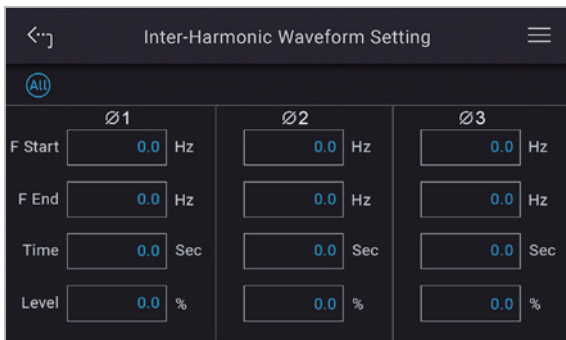 Inter-Harmonic Waveform Setting
All
Ø1 Ø2 Ø3
F Start 0.0 Hz 0.0 Hz 0.0 Hz
F End 0.0 Hz 0.0 Hz 0.0 Hz
Time 0.0 Sec 0.0 Sec 0.0 Sec
Level 0.0 % 0.0 % 0.0 %